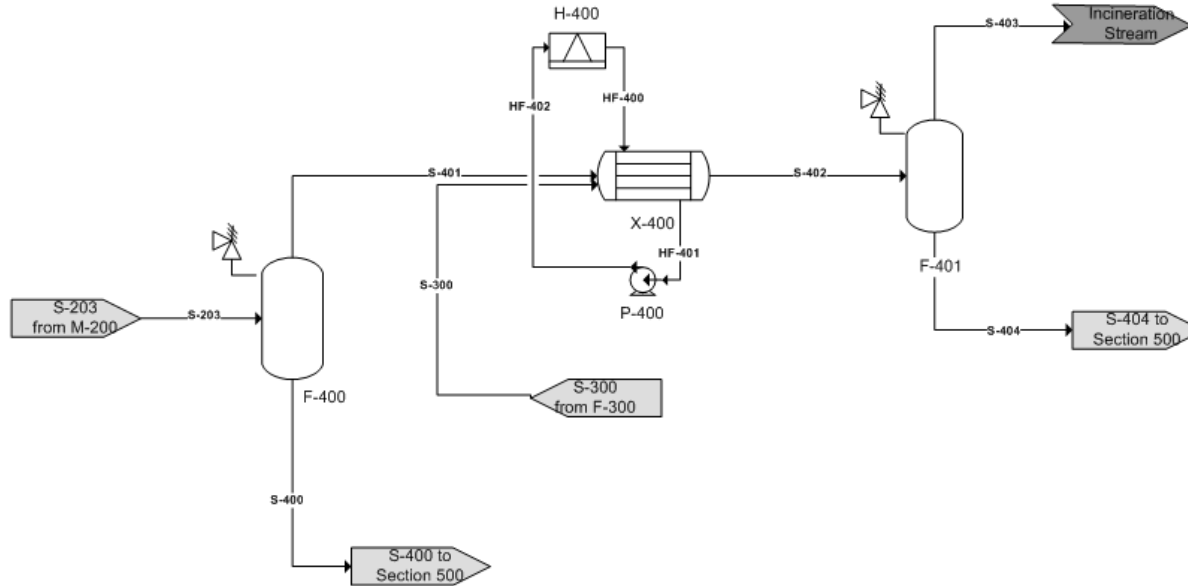 H-400
S-403
Incineration
Stream
HF-402
HF-400
S-401
S-402
X-400
HF-401
F-401
S-300
P-400
S-203
from M-200
S-203
S-404 to
Section 500
S-404
F-400
S-300
from F-300
S-400
S-400 to
Section 500